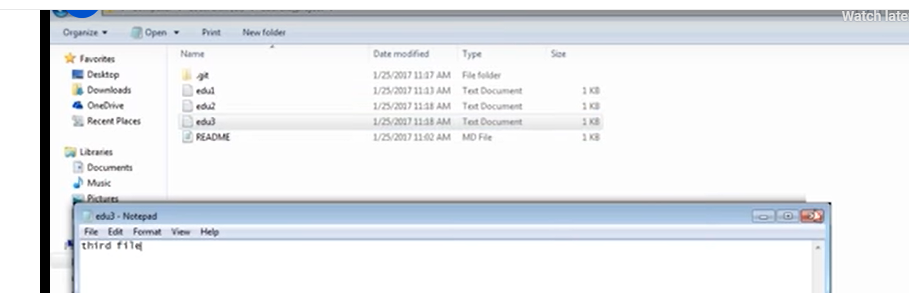 Watch late
Organize Open Print New folder
Name Date modified Type Size
Favorites
Desktop
Downloads
OneDrive
Recent Places
Libraries
Documents
Music
Pictures
.git 1/25/2017 11:17 AM File folder
edu1 1/25/2017 11:13 AM Text Document 1 KB
edu2 1/25/2017 11:18 AM Text Document 1 KB
edu3 1/25/2017 11:18 AM Text Document 1 KB
README 1/25/2017 11:02 AM MD File 1 KB
edu3 - Notepad
File Edit Format View Help
third file